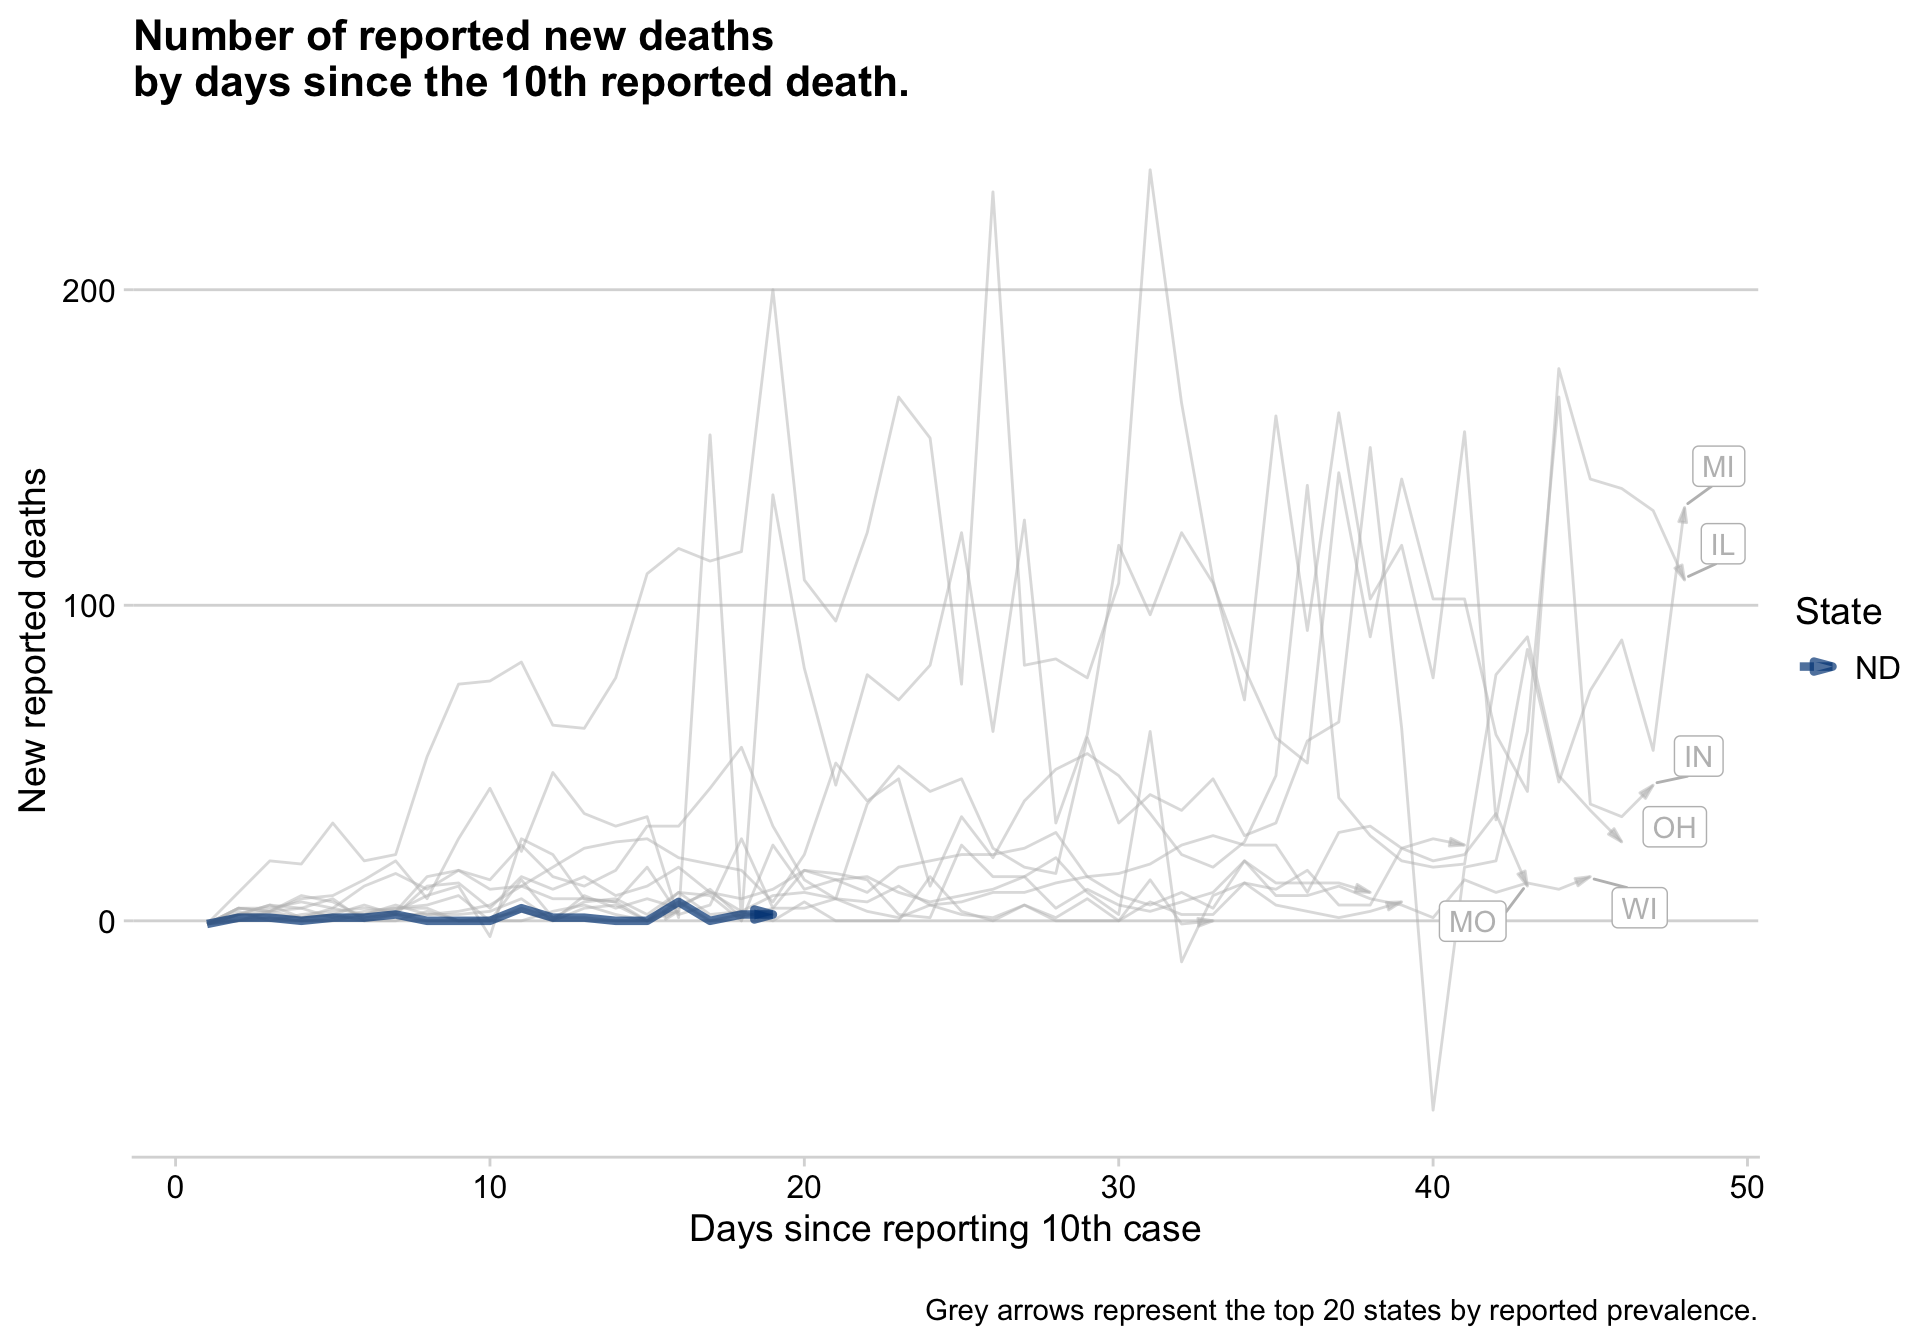 Number of reported new deaths
by days since the 10th reported death.
New reported deaths
200
100
0
MI
IL
IN
OH
WI
MO
State
ND
0 10 20 30 40 50
Days since reporting 10th case
Grey arrows represent the top 20 states by reported prevalence.